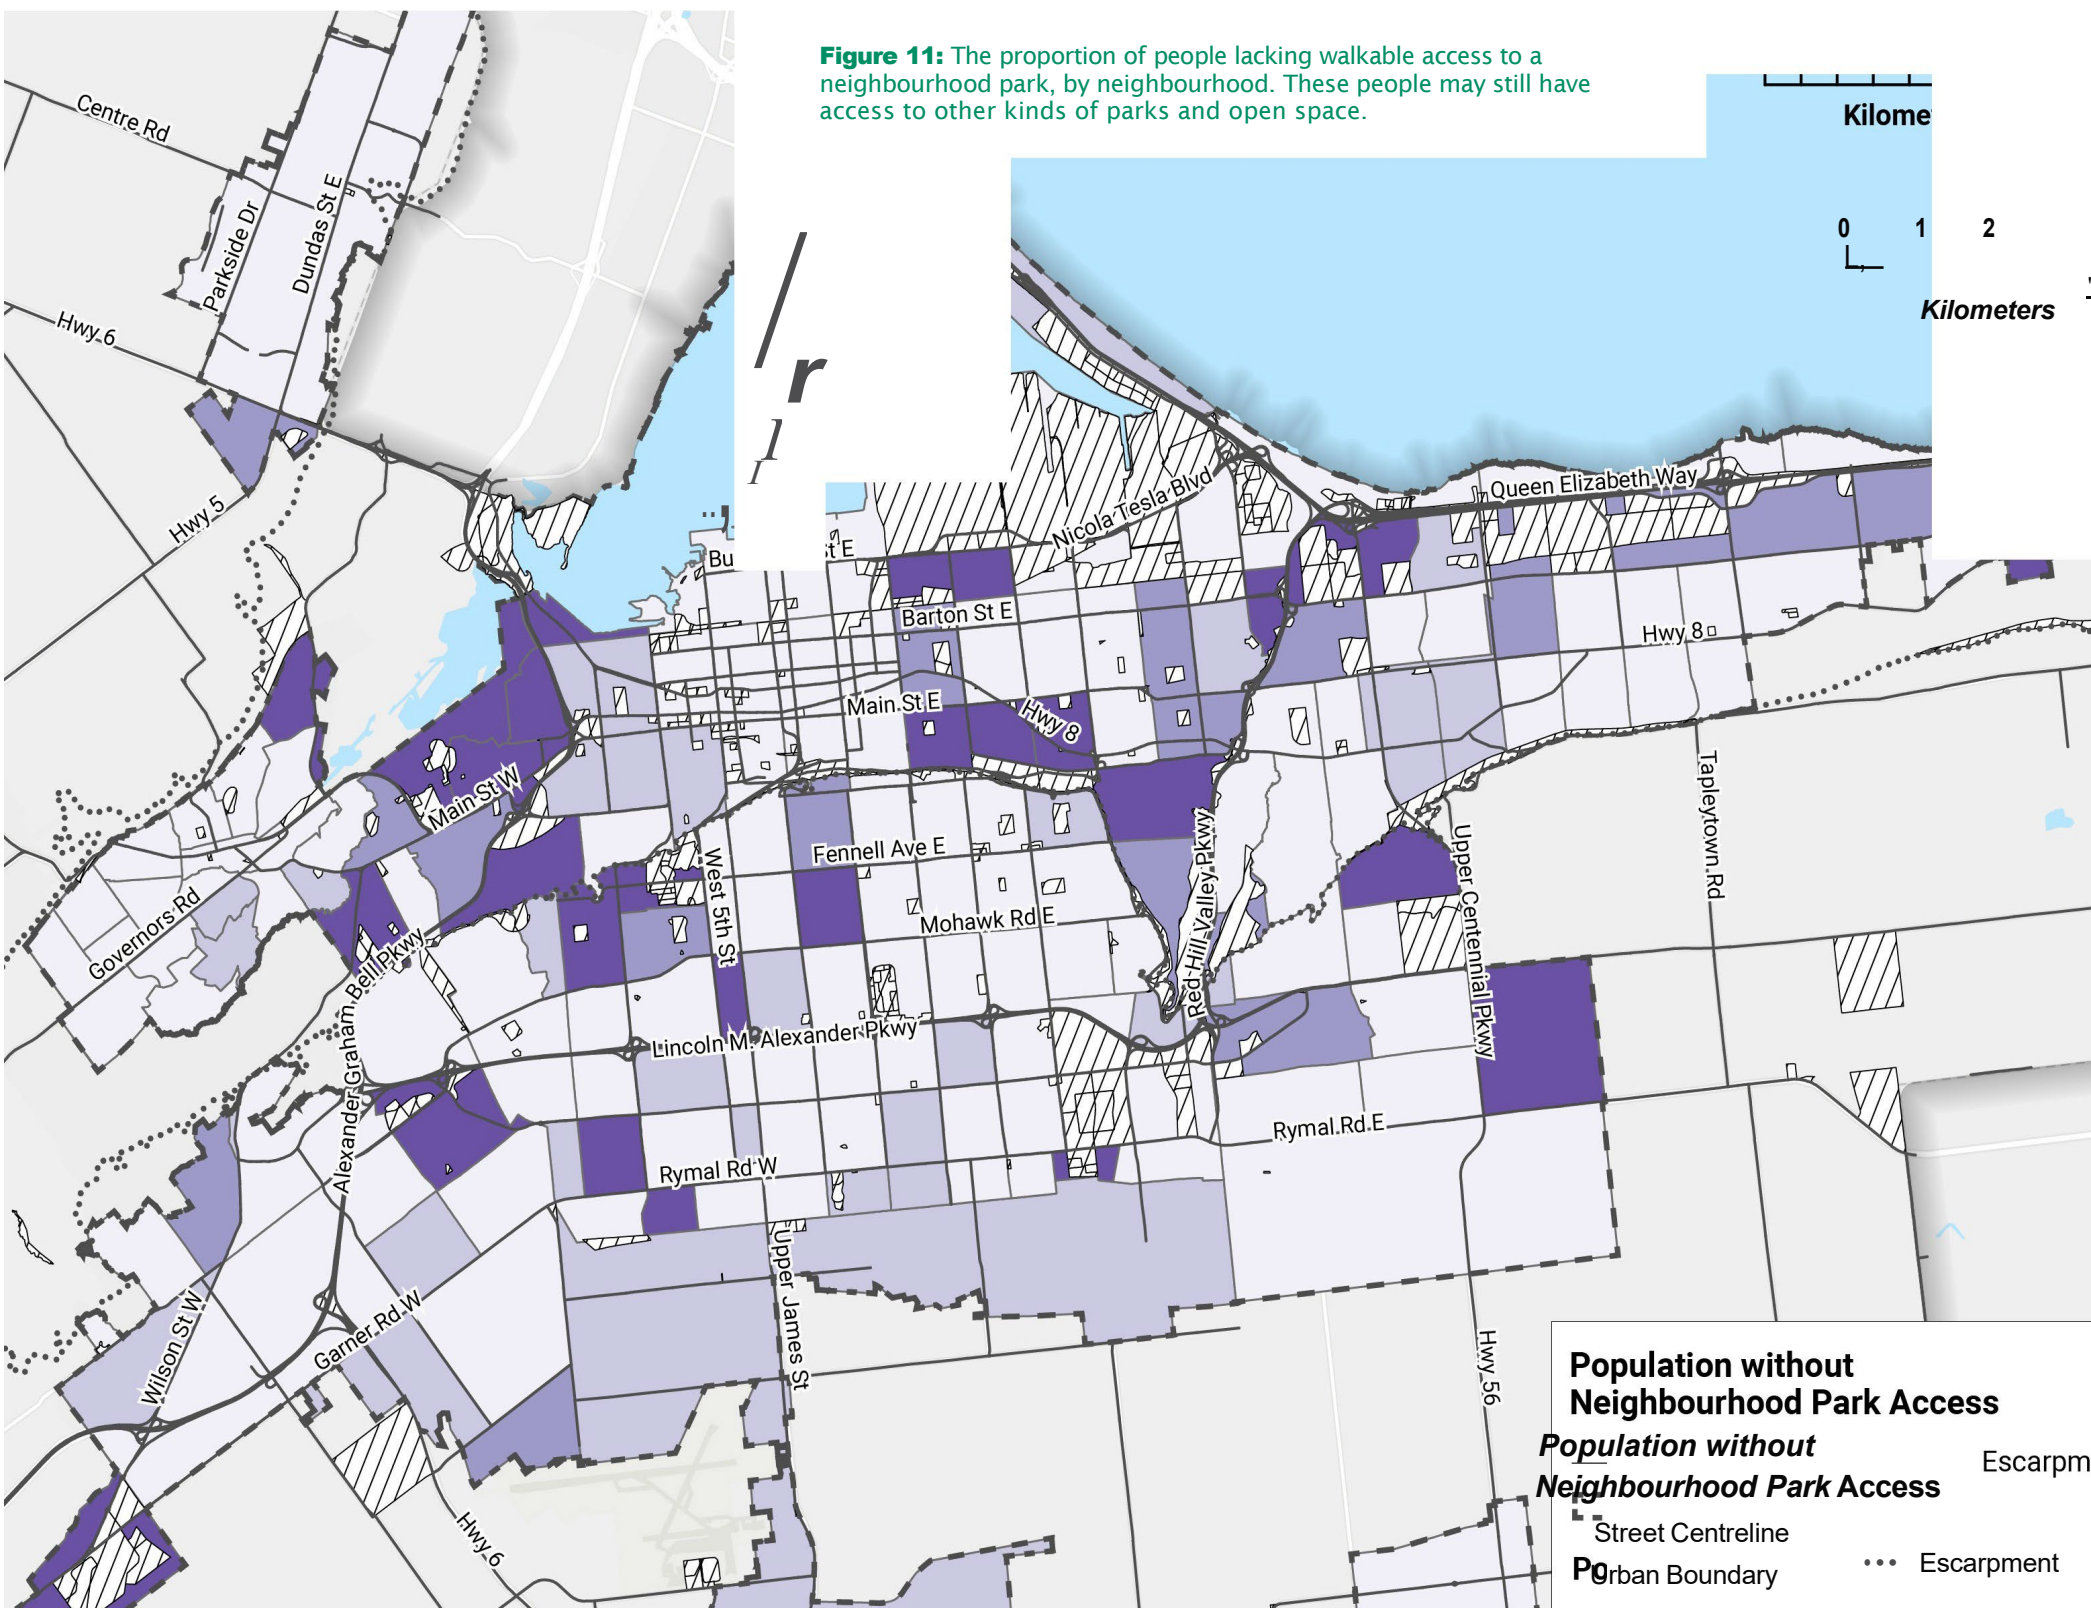 Figure 11: The proportion of people lacking walkable access to a
neighbourhood park, by neighbourhood. These people may still have
access to other kinds of parks and open space.
Kilome
0 1 2
Kilometers
Centre Rd
Parkside Dr
Dundas St E
Hwy 6
Hwy 5
Queen Elizabeth Way
Nicola Tesla Blvd
Bu
St E
Barton St E
Hwy 8
Main St E
Hwy 8
Main St W
Tapleytown Rd
Fennell Ave E
West 5th St
Upper Centennial Pkwy
Red Hill Valley Pkwy
Mohawk Rd E
Governors Rd
Alexander Graham Bell Pkwy
Lincoln M. Alexander Pkwy
Rymal Rd E
Rymal Rd W
Upper James St
Wilson St W
Garner Rd W
Hwy 56
Hwy 6
Population without
Neighbourhood Park Access
Population without
Neighbourhood Park Access
Escarpm
Street Centreline
Urban Boundary
Escarpment